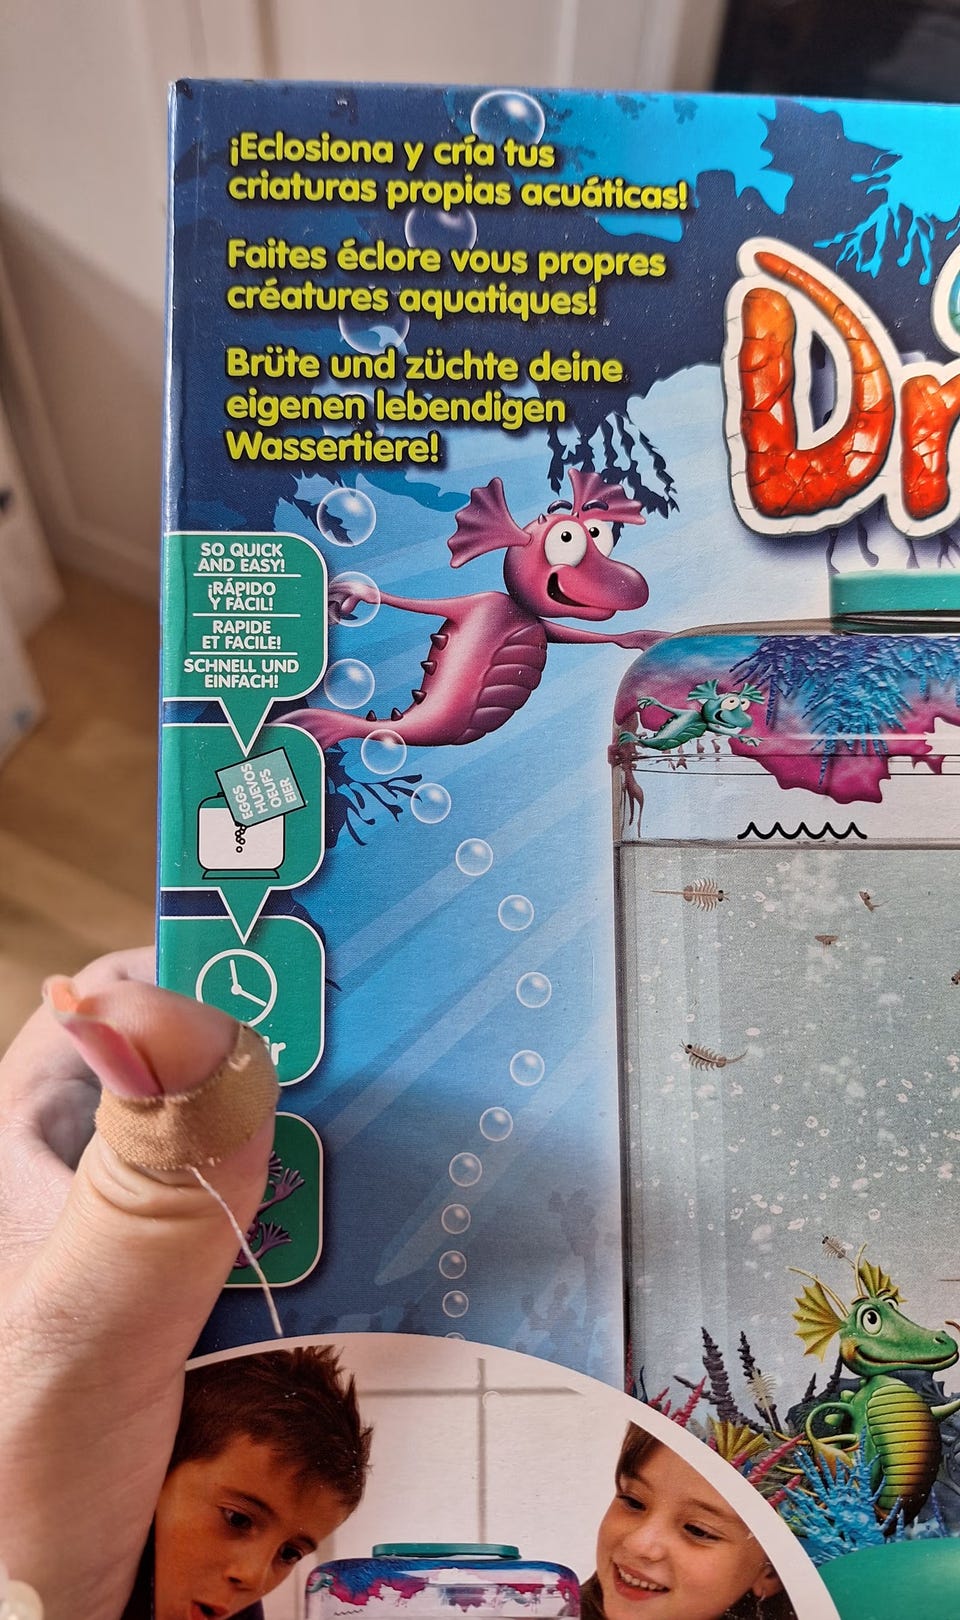 ¡Eclosiona y cría tus
criaturas propias acuáticas!
Faites éclore vous propres
créatures aquatiques!
Brüte und züchte deine
eigenen lebendigen
Wassertiere!
Dr
SO QUICK
AND EASY!
¡RÁPIDO
Y FÁCIL!
RAPIDE
ET FACILE!
SCHNELL UND
EINFACH!
EGGS
HUEVOS
OEUFS
EIER